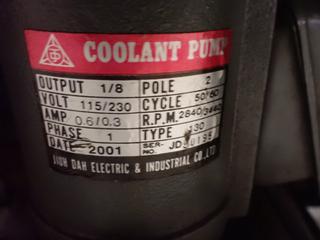 COOLANT PUMP
OUTPUT 1/8 POLE 2
VOLT 115/230 CYCLE 50/60
AMP 0.6/0.3 R.P.M. 2840/3440
PHASE 1 TYPE 130
DATE 2001 SER-NO.
DAH ELECTRIC & INDUSTRIAL CO.,LTD